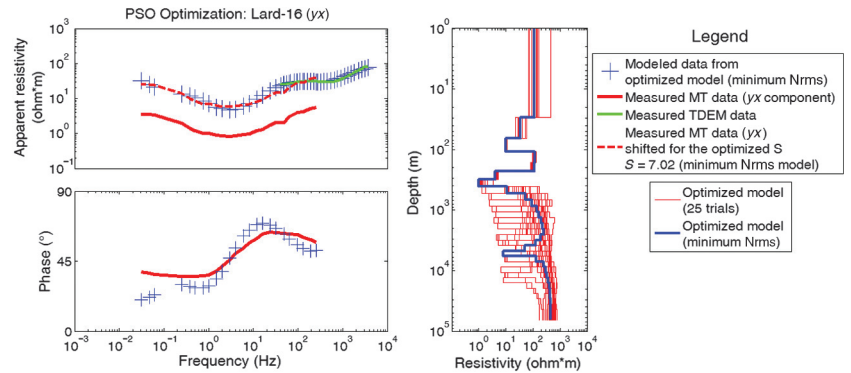 PSO Optimization: Lard-16 (yx)
Apparent resistivity
(ohm*m)
10³
10²
10¹
10⁰
10⁻¹
Phase (°)
90
45
0
10⁻³ 10⁻² 10⁻¹ 10⁰ 10¹ 10² 10³ 10⁴
Frequency (Hz)
Depth (m)
10⁰
10¹
10²
10³
10⁴
10⁵
10⁻¹ 10⁰ 10¹ 10² 10³ 10⁴
Resistivity (ohm*m)
Legend
Modeled data from
optimized model (minimum Nrms)
Measured MT data (yx component)
Measured TDEM data
Measured MT data (yx)
shifted for the optimized S
S = 7.02 (minimum Nrms model)
Optimized model
(25 trials)
Optimized model
(minimum Nrms)